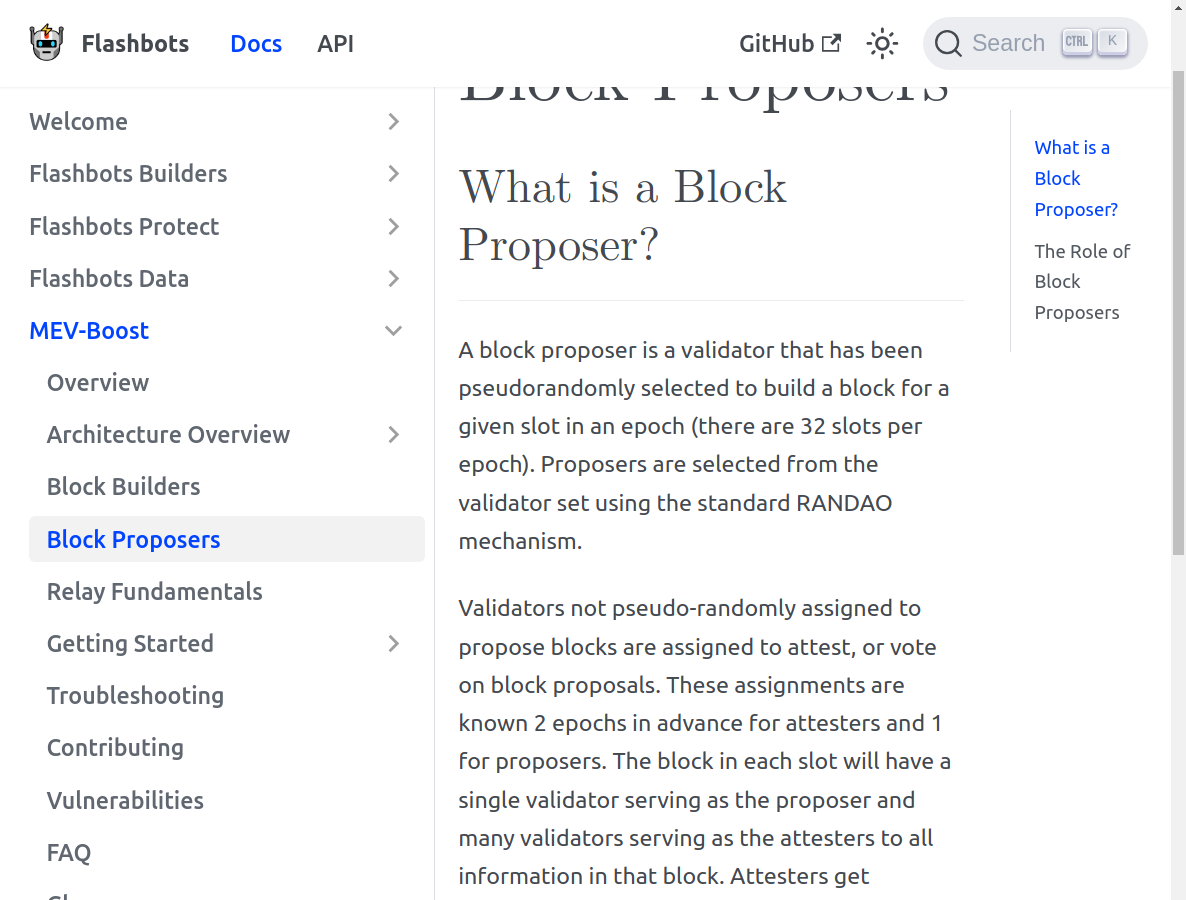 Flashbots
Docs
API
GitHub
Search
CTRL
K
Welcome
Flashbots Builders
Flashbots Protect
Flashbots Data
MEV-Boost
Overview
Architecture Overview
Block Builders
Block Proposers
Relay Fundamentals
Getting Started
Troubleshooting
Contributing
Vulnerabilities
FAQ
Block Proposers
What is a Block
Proposer?
A block proposer is a validator that has been
pseudorandomly selected to build a block for a
given slot in an epoch (there are 32 slots per
epoch). Proposers are selected from the
validator set using the standard RANDAO
mechanism.
Validators not pseudo-randomly assigned to
propose blocks are assigned to attest, or vote
on block proposals. These assignments are
known 2 epochs in advance for attesters and 1
for proposers. The block in each slot will have a
single validator serving as the proposer and
many validators serving as the attesters to all
information in that block. Attesters get
What is a
Block
Proposer?
The Role of
Block
Proposers